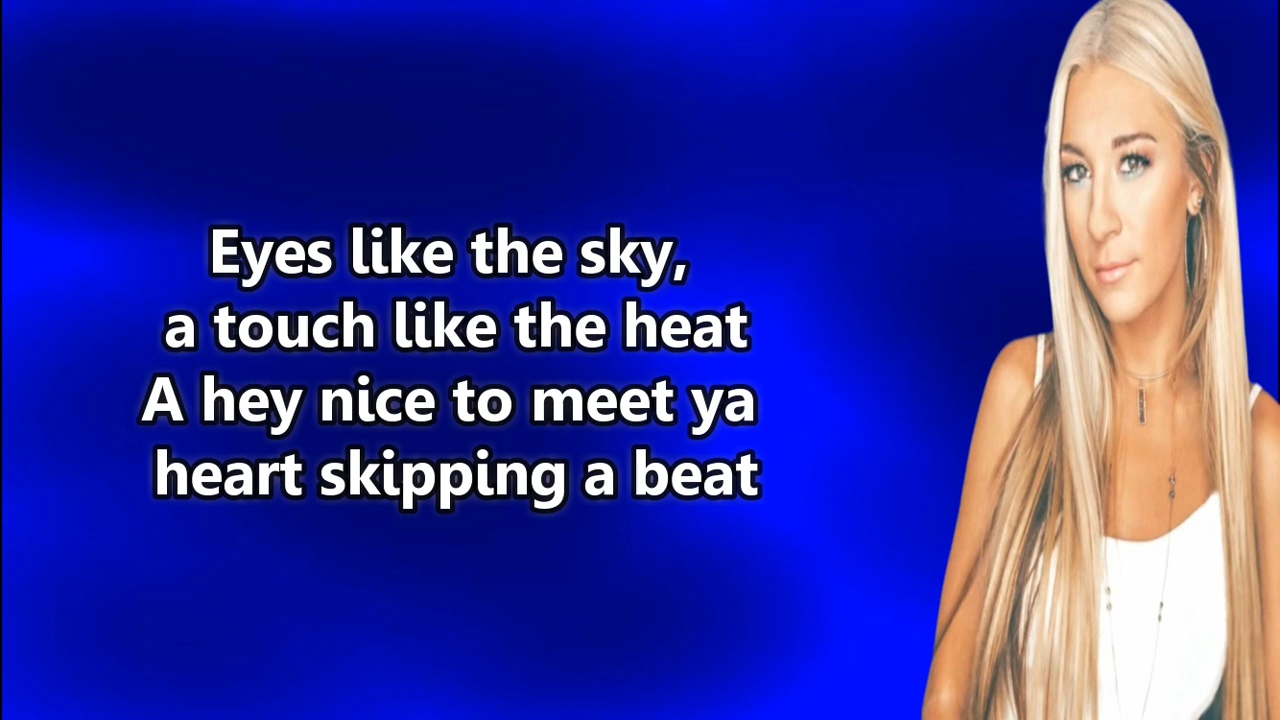 Eyes like the sky,
a touch like the heat
A hey nice to meet ya
heart skipping a beat